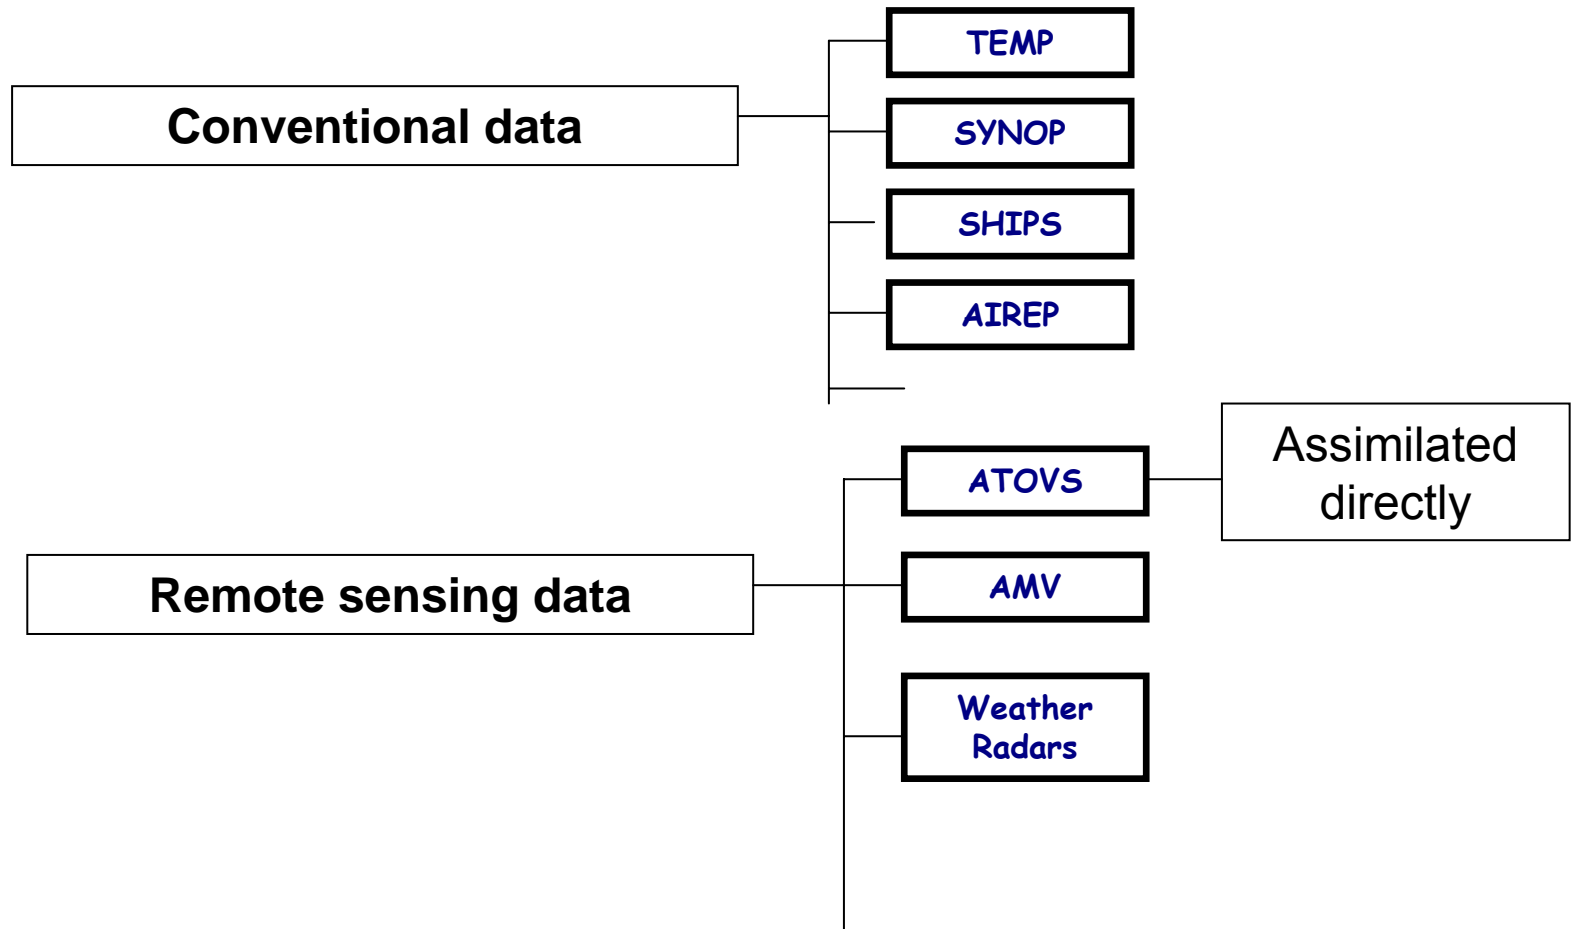 TEMP
Conventional data
SYNOP
SHIPS
AIREP
ATOVS
Assimilated
directly
AMV
Remote sensing data
Weather
Radars